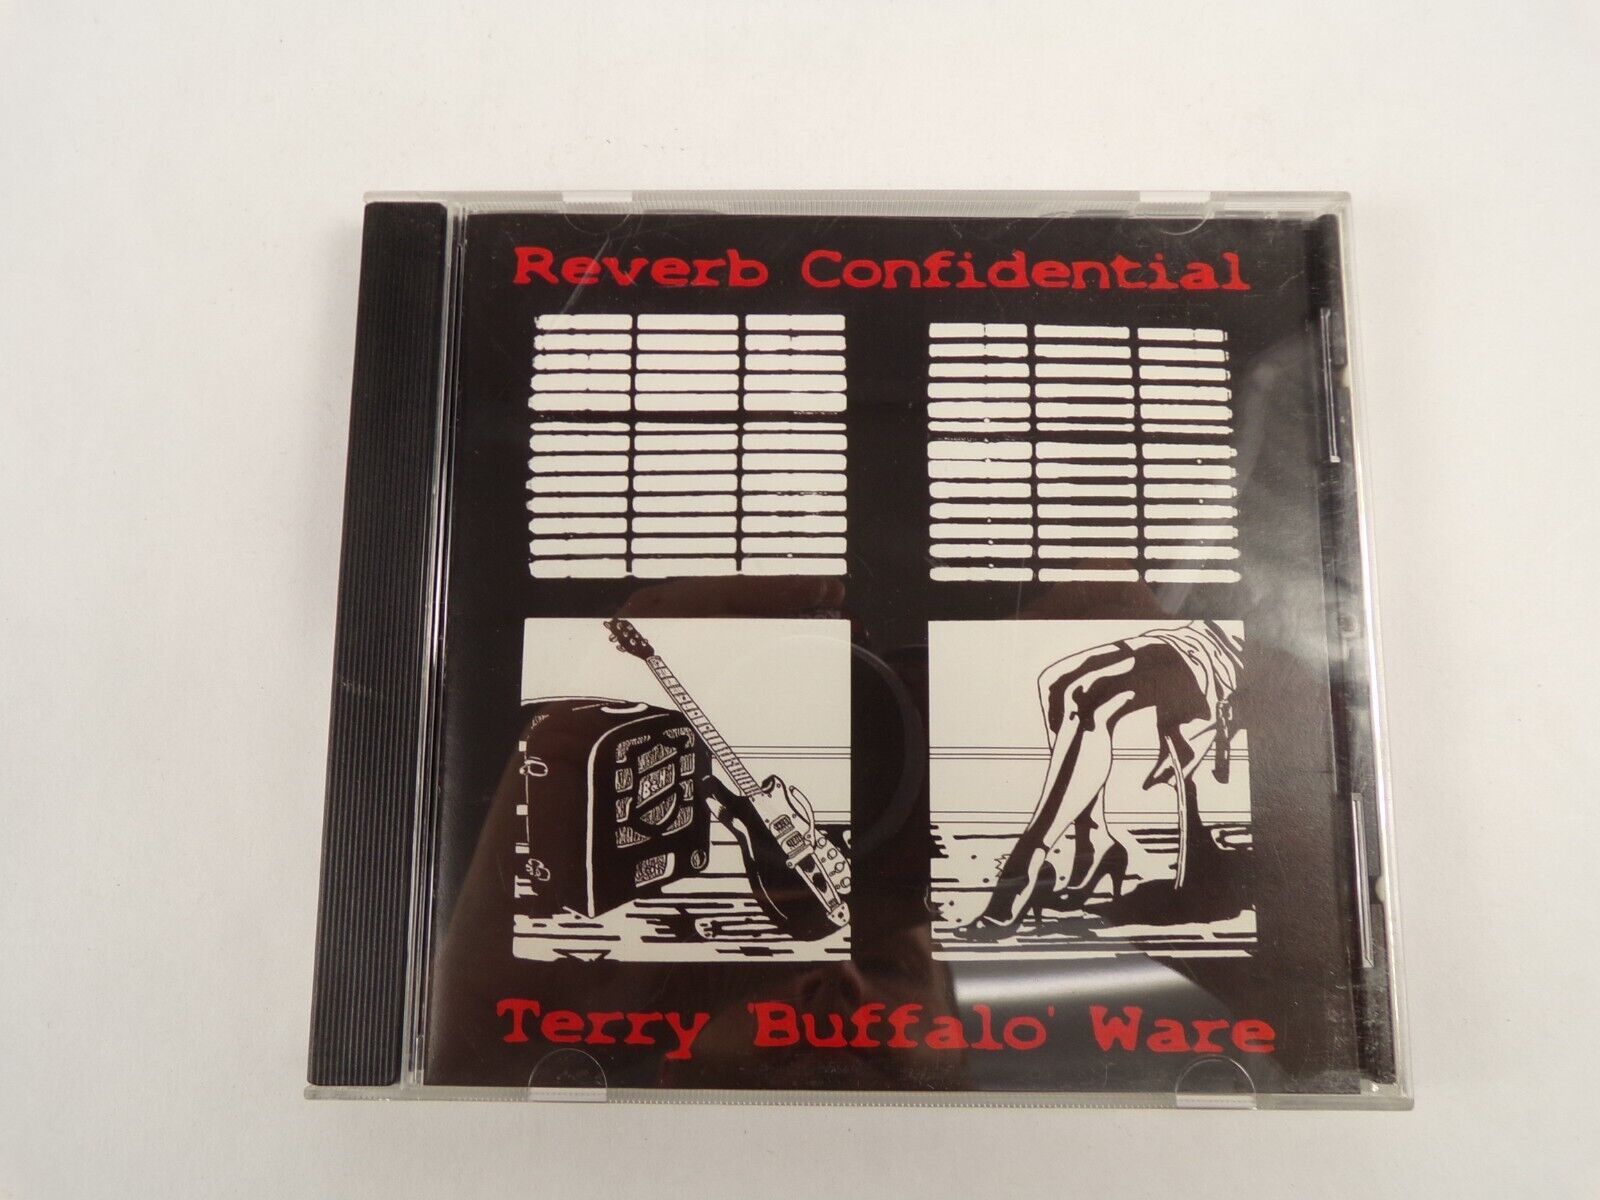 Reverb Confidential
Terry 'Buffalo' Ware